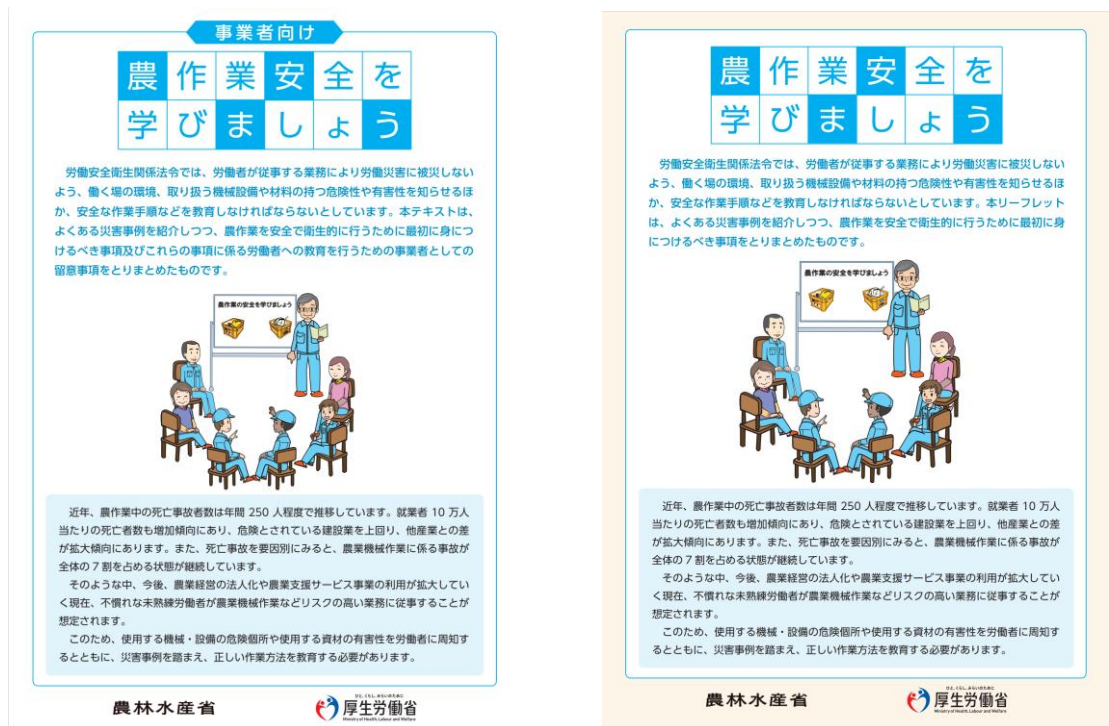 事業者向け
農作業安全を
学びましょう
労働安全衛生関係法令では、労働者が従事する業務により労働災害に被災しない
よう、働く場の環境、取り扱う機械設備や材料の持つ危険性や有害性を知らせるほ
か、安全な作業手順などを教育しなければならないとしています。本テキストは、
よくある災害事例を紹介しつつ、農作業を安全で衛生的に行うために最初に身につ
けるべき事項及びこれらの事項に係る労働者への教育を行うための事業者としての
留意事項をとりまとめたものです。
農作業の安全を学びましょう
近年、農作業中の死亡事故者数は年間 250 人程度で推移しています。就業者 10 万人
当たりの死亡者数も増加傾向にあり、危険とされている建設業を上回り、他産業との差
が拡大傾向にあります。また、死亡事故を要因別にみると、農業機械作業に係る事故が
全体の 7 割を占める状態が継続しています。
そのような中、今後、農業経営の法人化や農業支援サービス事業の利用が拡大してい
く現在、不慣れな未熟練労働者が農業機械作業などリスクの高い業務に従事することが
想定されます。
このため、使用する機械・設備の危険個所や使用する資材の有害性を労働者に周知す
るとともに、災害事例を踏まえ、正しい作業方法を教育する必要があります。
農林水産省
ひと、くらし、みらいのために
厚生労働省
Ministry of Health, Labour and Welfare
農作業安全を
学びましょう
労働安全衛生関係法令では、労働者が従事する業務により労働災害に被災しない
よう、働く場の環境、取り扱う機械設備や材料の持つ危険性や有害性を知らせるほ
か、安全な作業手順などを教育しなければならないとしています。本リーフレット
は、よくある災害事例を紹介しつつ、農作業を安全で衛生的に行うために最初に身
につけるべき事項をとりまとめたものです。
農作業の安全を学びましょう
近年、農作業中の死亡事故者数は年間 250 人程度で推移しています。就業者 10 万人
当たりの死亡者数も増加傾向にあり、危険とされている建設業を上回り、他産業との差
が拡大傾向にあります。また、死亡事故を要因別にみると、農業機械作業に係る事故が
全体の 7 割を占める状態が継続しています。
そのような中、今後、農業経営の法人化や農業支援サービス事業の利用が拡大してい
く現在、不慣れな未熟練労働者が農業機械作業などリスクの高い業務に従事することが
想定されます。
このため、使用する機械・設備の危険個所や使用する資材の有害性を労働者に周知す
るとともに、災害事例を踏まえ、正しい作業方法を教育する必要があります。
農林水産省
ひと、くらし、みらいのために
厚生労働省
Ministry of Health, Labour and Welfare